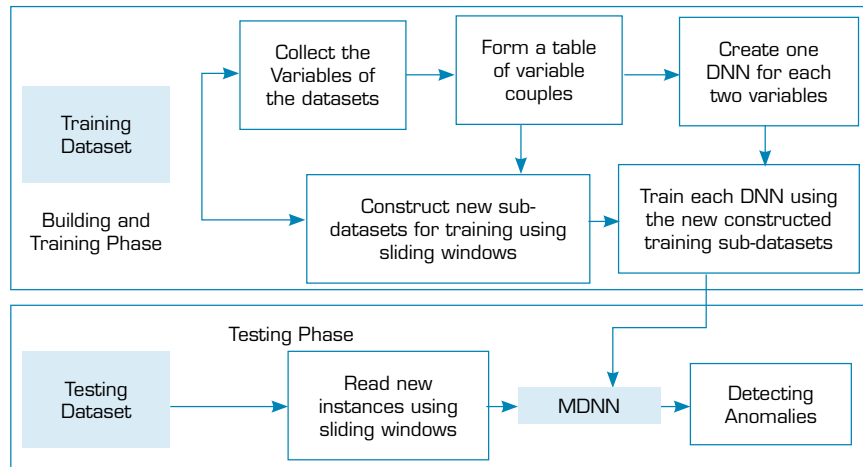 Training
Dataset
Building and
Training Phase
Collect the
Variables of
the datasets
Form a table
of variable
couples
Create one
DNN for each
two variables
Construct new sub-
datasets for training using
sliding windows
Train each DNN using
the new constructed
training sub-datasets
Testing Phase
Testing
Dataset
Read new
instances using
sliding windows
MDNN
Detecting
Anomalies